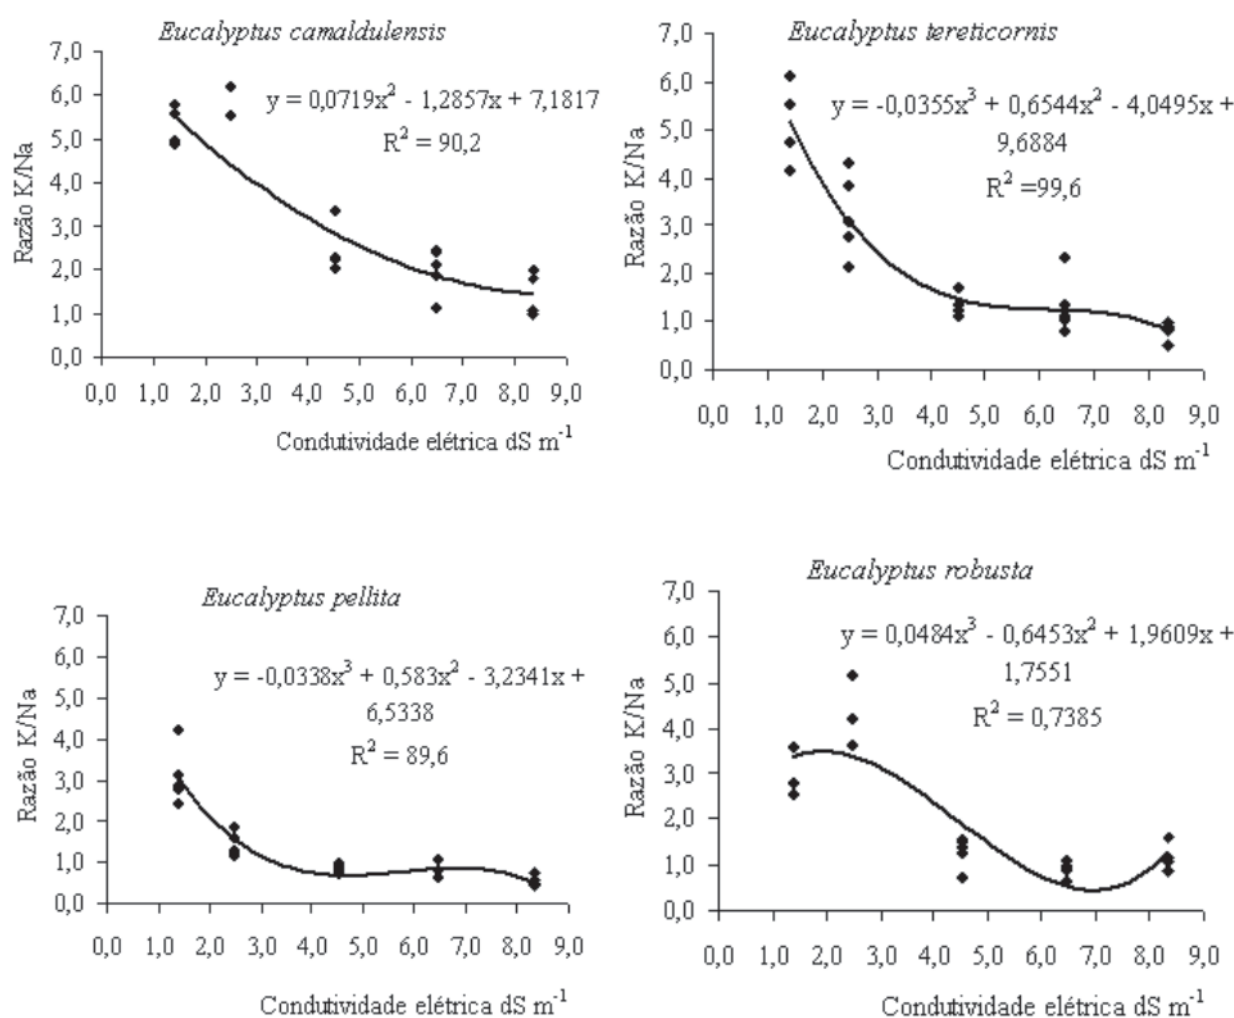 Eucalyptus camaldulensis
7,0
6,0
5,0
4,0
3,0
2,0
1,0
0,0
Razão K/Na
y = 0,0719x² - 1,2857x + 7,1817
R² = 90,2
0,0 1,0 2,0 3,0 4,0 5,0 6,0 7,0 8,0 9,0
Condutividade elétrica dS m⁻¹
Eucalyptus tereticornis
7,0
6,0
5,0
4,0
3,0
2,0
1,0
0,0
Razão K/Na
y = -0,0355x³ + 0,6544x² - 4,0495x +
9,6884
R² =99,6
0,0 1,0 2,0 3,0 4,0 5,0 6,0 7,0 8,0 9,0
Condutividade elétrica dS m⁻¹
Eucalyptus pellita
7,0
6,0
5,0
4,0
3,0
2,0
1,0
0,0
Razão K/Na
y = -0,0338x³ + 0,583x² - 3,2341x +
6,5338
R² = 89,6
0,0 1,0 2,0 3,0 4,0 5,0 6,0 7,0 8,0 9,0
Condutividade elétrica dS m⁻¹
Eucalyptus robusta
7,0
6,0
5,0
4,0
3,0
2,0
1,0
0,0
Razão K/Na
y = 0,0484x³ - 0,6453x² + 1,9609x +
1,7551
R² = 0,7385
0,0 1,0 2,0 3,0 4,0 5,0 6,0 7,0 8,0 9,0
Condutividade elétrica dS m⁻¹